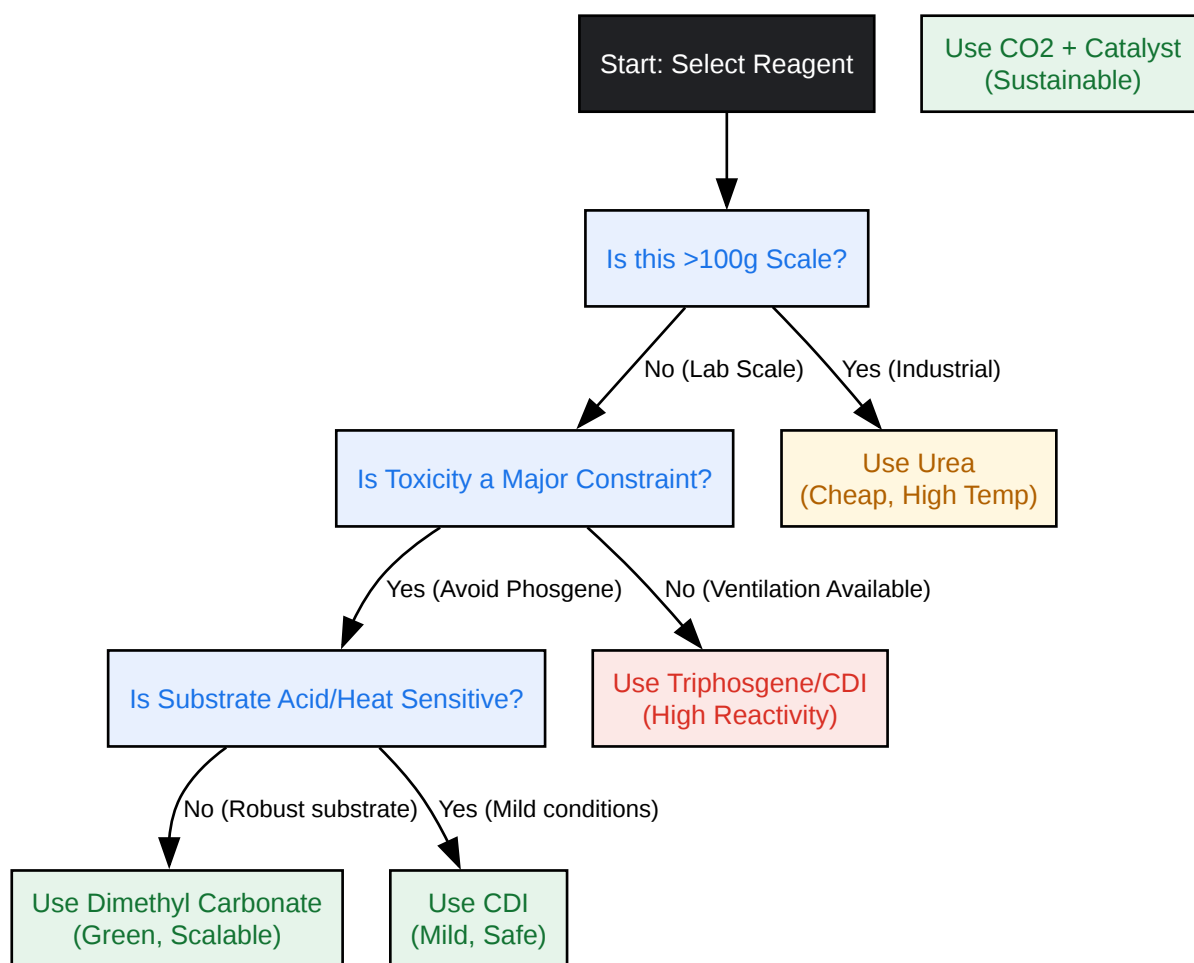 Start: Select Reagent
Use CO2 + Catalyst
(Sustainable)
Is this >100g Scale?
No (Lab Scale)
Yes (Industrial)
Is Toxicity a Major Constraint?
Use Urea
(Cheap, High Temp)
Yes (Avoid Phosgene)
No (Ventilation Available)
Is Substrate Acid/Heat Sensitive?
Use Triphosgene/CDI
(High Reactivity)
No (Robust substrate)
Yes (Mild conditions)
Use Dimethyl Carbonate
(Green, Scalable)
Use CDI
(Mild, Safe)